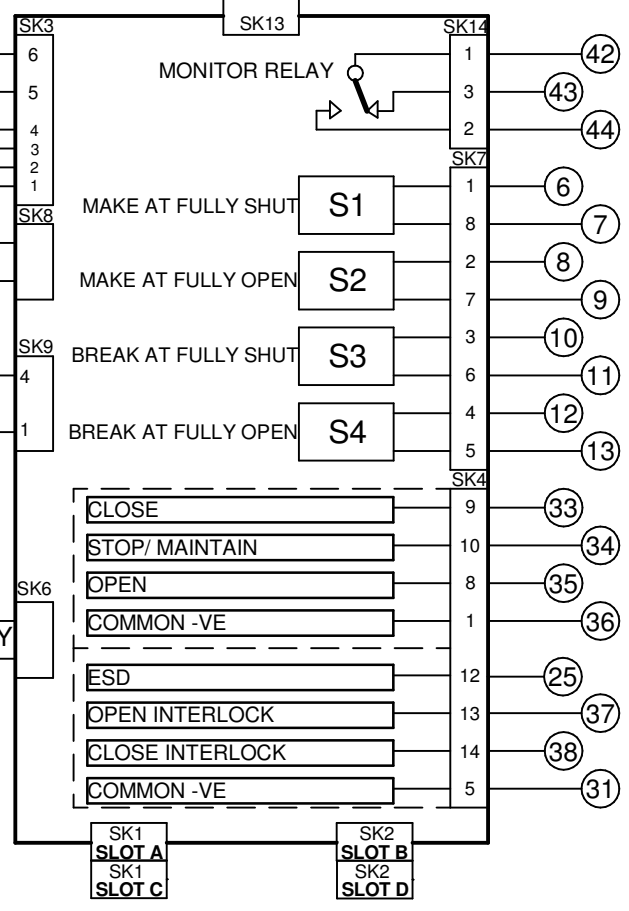 SK3
SK13
SK14
6
MONITOR RELAY
1
42
5
3
43
4
2
44
3
2
1
SK7
MAKE AT FULLY SHUT
S1
1
6
SK8
8
7
MAKE AT FULLY OPEN
S2
2
8
7
9
SK9
BREAK AT FULLY SHUT
S3
3
10
4
6
11
1
BREAK AT FULLY OPEN
S4
4
12
5
13
SK4
CLOSE
9
33
STOP/ MAINTAIN
10
34
SK6
OPEN
8
35
Y
COMMON -VE
1
36
ESD
12
25
OPEN INTERLOCK
13
37
CLOSE INTERLOCK
14
38
COMMON -VE
5
31
SK1
SLOT A
SK1
SLOT C
SK2
SLOT B
SK2
SLOT D